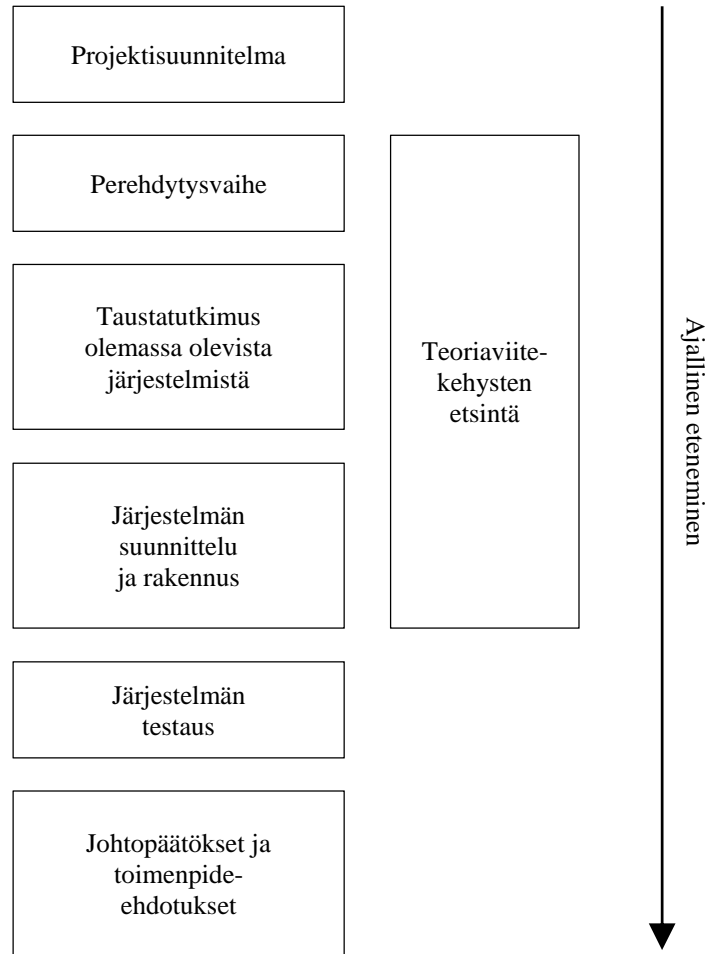 Projektisuunnitelma
Perehdytysvaihe
Taustatutkimus
olemassa olevista
järjestelmistä
Teoriaviite-
kehysten
etsintä
Järjestelmän
suunnittelu
ja rakennus
Järjestelmän
testaus
Johtopäätökset ja
toimenpide-
ehdotukset
Ajallinen eteneminen